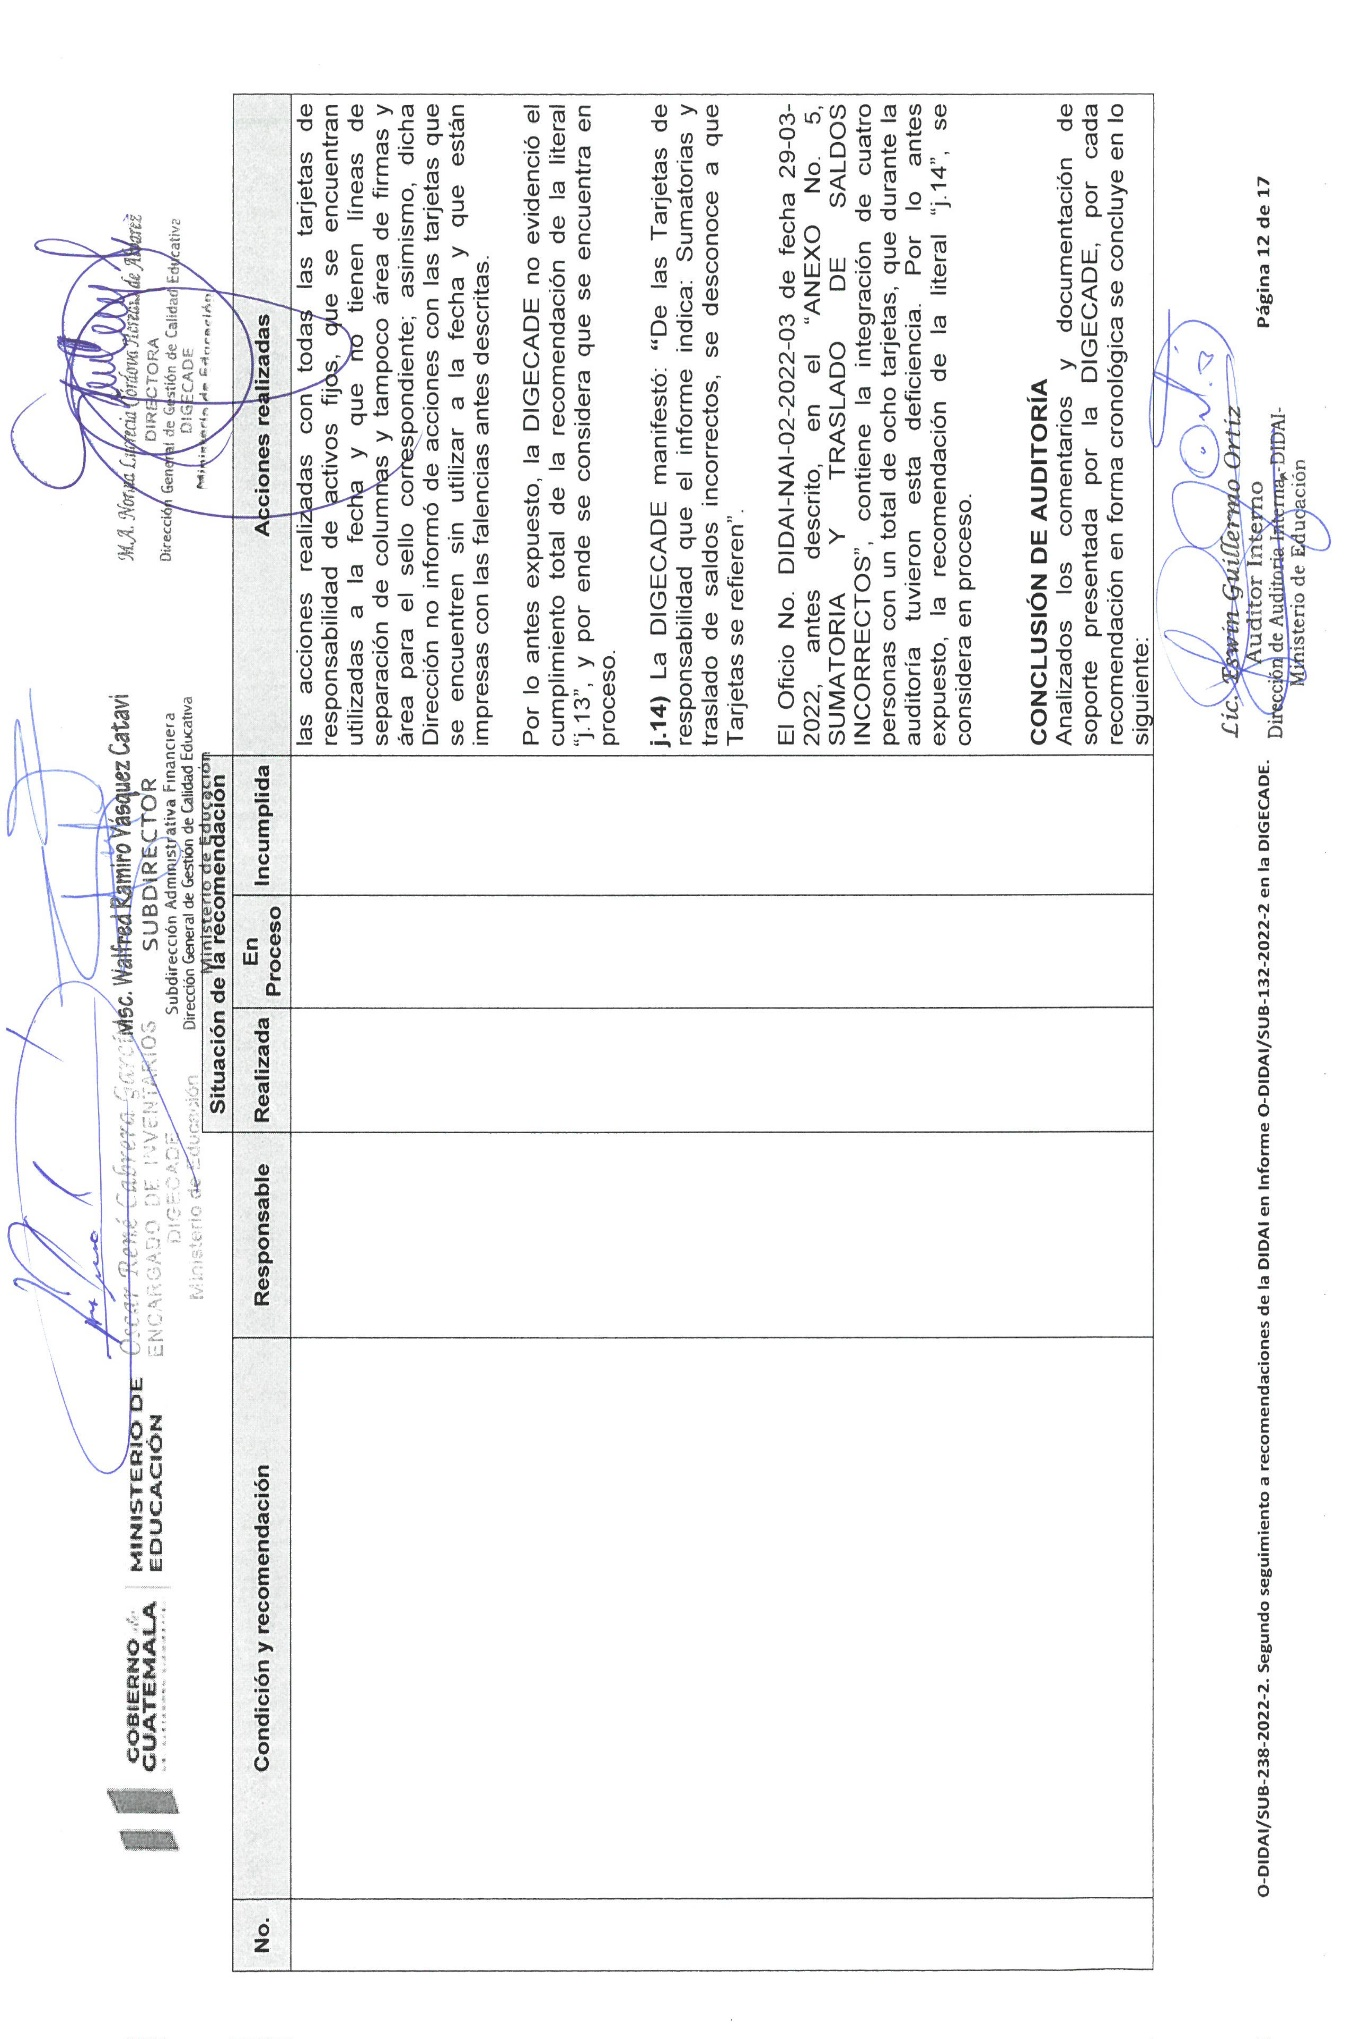 GOBIERNO de
GUATEMALA
MINISTERIO DE
EDUCACIÓN
Oscar René Cabrera García
ENCARGADO DE INVENTARIOS
DIGECADE
Ministerio de Educación
Msc. Walfred Ramiro Vásquez Catavi
SUBDIRECTOR
Subdirección Administrativa Financiera
Dirección General de Gestión de Calidad Educativa
Ministerio de Educación
M.A. Norma Lucrecia Córdova Morales de Alvarez
DIRECTORA
Dirección General de Gestión de Calidad Educativa
DIGECADE
Ministerio de Educación
Situación de la recomendación
No.
Condición y recomendación
Responsable
Realizada
En
Proceso
Incumplida
Acciones realizadas
las acciones realizadas con todas las tarjetas de
responsabilidad de activos fijos, que se encuentran
utilizadas a la fecha y que no tienen líneas de
separación de columnas y tampoco área de firmas y
área para el sello correspondiente; asimismo, dicha
Dirección no informó de acciones con las tarjetas que
se encuentren sin utilizar a la fecha y que están
impresas con las falencias antes descritas.
Por lo antes expuesto, la DIGECADE no evidenció el
cumplimiento total de la recomendación de la literal
“j.13”, y por ende se considera que se encuentra en
proceso.
j.14) La DIGECADE manifestó: “De las Tarjetas de
responsabilidad que el informe indica: Sumatorias y
traslado de saldos incorrectos, se desconoce a que
Tarjetas se refieren”.
El Oficio No. DIDAI-NAI-02-2022-03 de fecha 29-03-
2022, antes descrito, en el “ANEXO No. 5,
SUMATORIA Y TRASLADO DE SALDOS
INCORRECTOS”, contiene la integración de cuatro
personas con un total de ocho tarjetas, que durante la
auditoría tuvieron esta deficiencia. Por lo antes
expuesto, la recomendación de la literal “j.14”, se
considera en proceso.
CONCLUSIÓN DE AUDITORÍA
Analizados los comentarios y documentación de
soporte presentada por la DIGECADE, por cada
recomendación en forma cronológica se concluye en lo
siguiente:
Lic. Eswin Guillermo Ortiz
Auditor Interno
Dirección de Auditoria Interna -DIDAI-
Ministerio de Educación
O-DIDAI/SUB-238-2022-2. Segundo seguimiento a recomendaciones de la DIDAI en Informe O-DIDAI/SUB-132-2022-2 en la DIGECADE.
Página 12 de 17